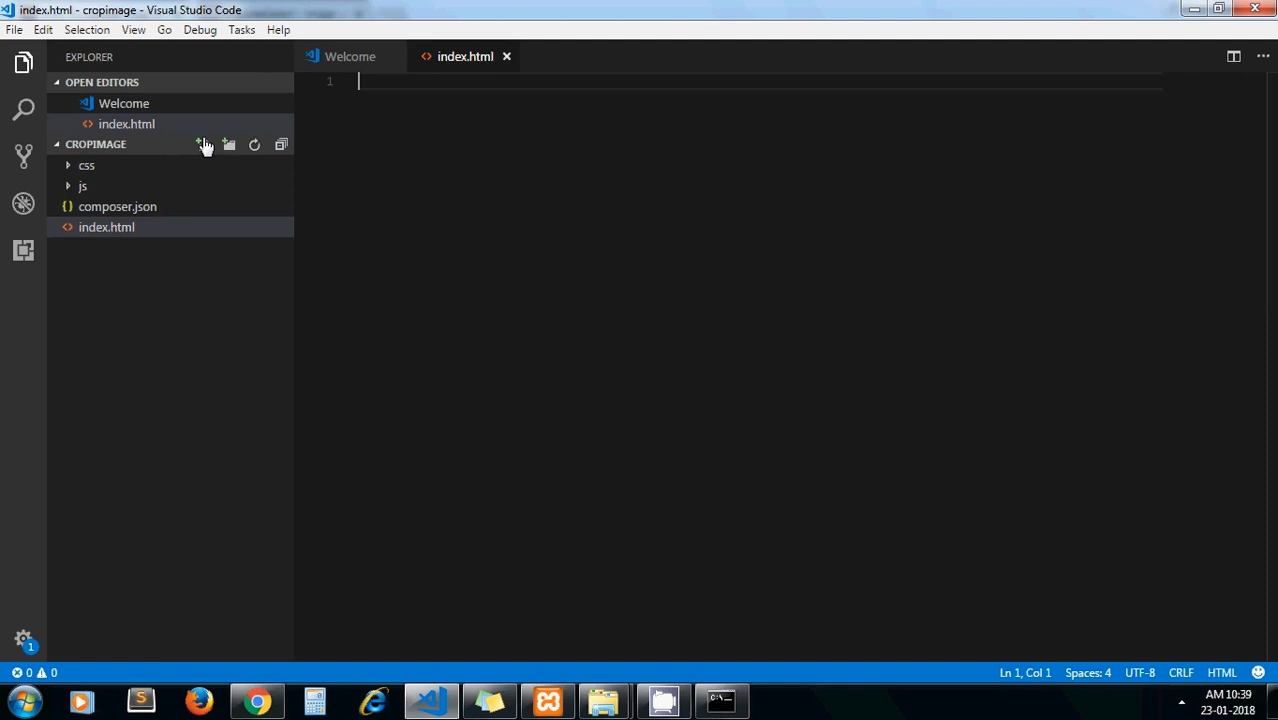 index.html - cropimage - Visual Studio Code
File Edit Selection View Go Debug Tasks Help
EXPLORER
Welcome
index.html
OPEN EDITORS
Welcome
index.html
CROPIMAGE
css
js
composer.json
index.html
1
1
0 0
Ln 1, Col 1 Spaces: 4 UTF-8 CRLF HTML
AM 10:39
23-01-2018